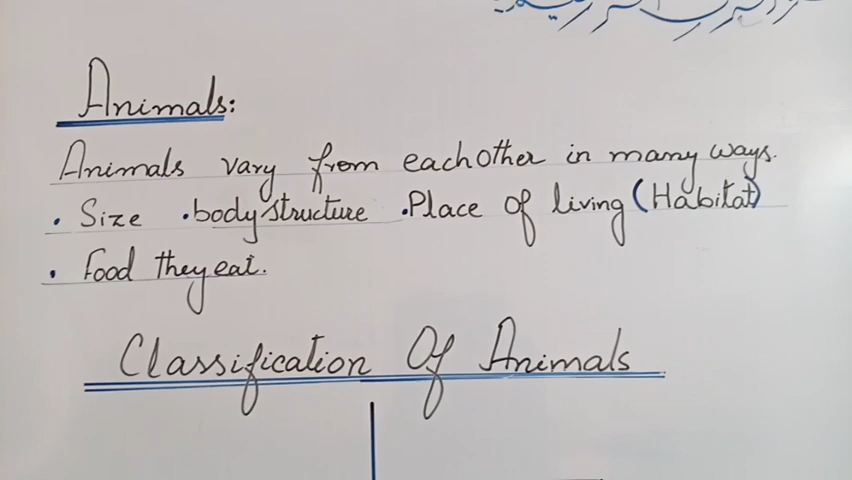 Animals:
Animals vary from eachother in many ways.
• Size • body structure • Place of living (Habitat)
• Food they eat.
Classification Of Animals